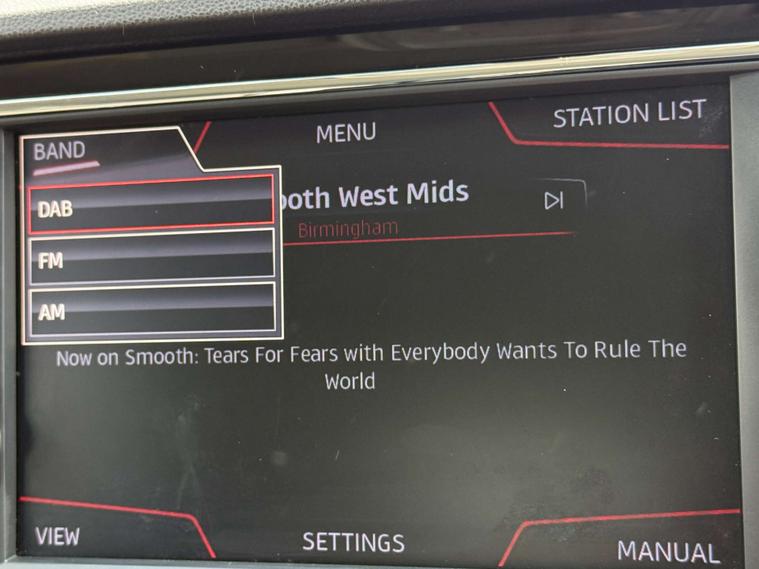 BAND
MENU
STATION LIST
DAB
FM
AM
ooth West Mids
Birmingham
Now on Smooth: Tears For Fears with Everybody Wants To Rule The
World
VIEW
SETTINGS
MANUAL